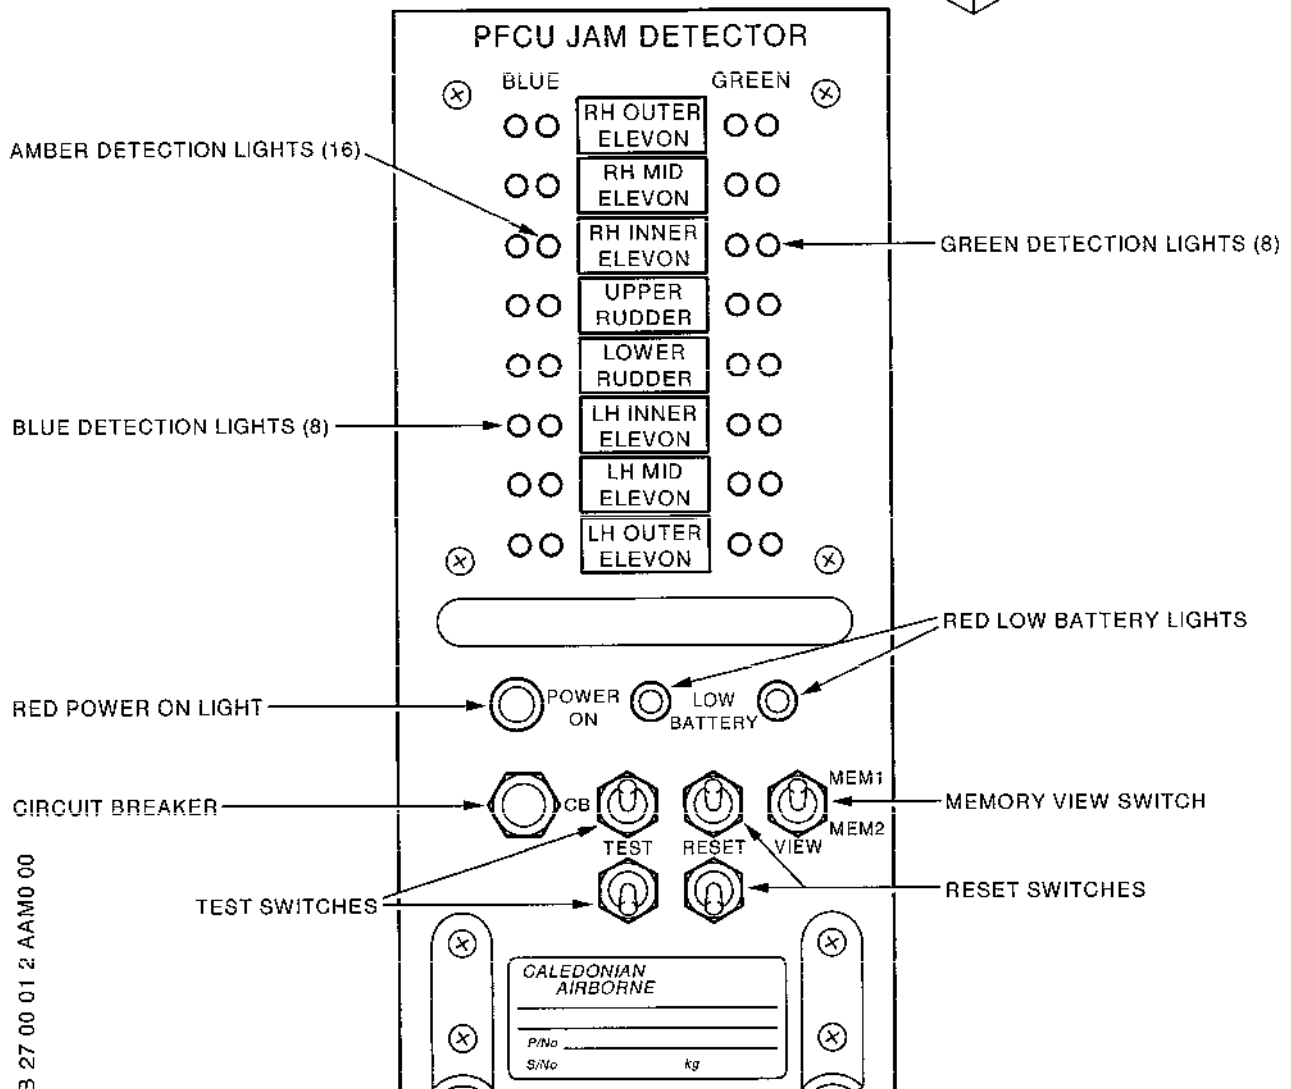 PFCU JAM DETECTOR
BLUE
GREEN
RH OUTER
ELEVON
AMBER DETECTION LIGHTS (16)
RH MID
ELEVON
RH INNER
ELEVON
GREEN DETECTION LIGHTS (8)
UPPER
RUDDER
LOWER
RUDDER
BLUE DETECTION LIGHTS (8)
LH INNER
ELEVON
LH MID
ELEVON
LH OUTER
ELEVON
RED LOW BATTERY LIGHTS
RED POWER ON LIGHT
POWER
ON
LOW
BATTERY
CIRCUIT BREAKER
CB
MEM1
MEMORY VIEW SWITCH
MEM2
TEST
RESET
VIEW
TEST SWITCHES
RESET SWITCHES
CALEDONIAN
AIRBORNE
P/No
S/No kg
B 27 00 01 2 AAM0 00